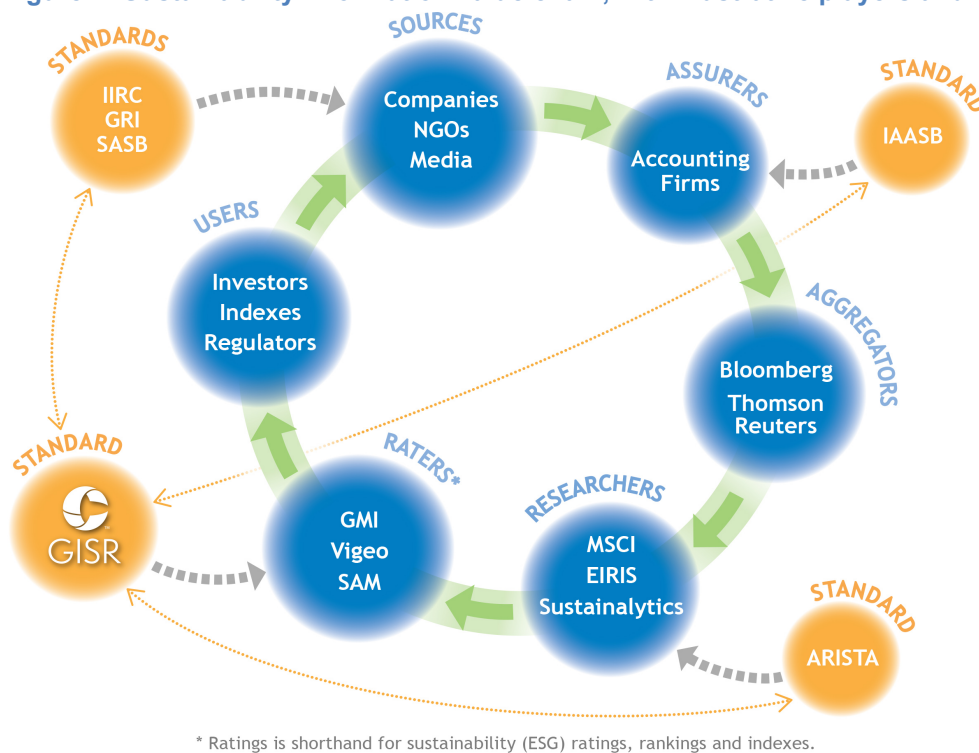 STANDARDS
IIRC
GRI
SASB
SOURCES
Companies
NGOs
Media
ASSURERS
Accounting
Firms
STANDARD
IAASB
USERS
Investors
Indexes
Regulators
AGGREGATORS
Bloomberg
Thomson
Reuters
STANDARD
GISR
RATERS*
GMI
Vigeo
SAM
RESEARCHERS
MSCI
EIRIS
Sustainalytics
STANDARD
ARISTA
* Ratings is shorthand for sustainability (ESG) ratings, rankings and indexes.